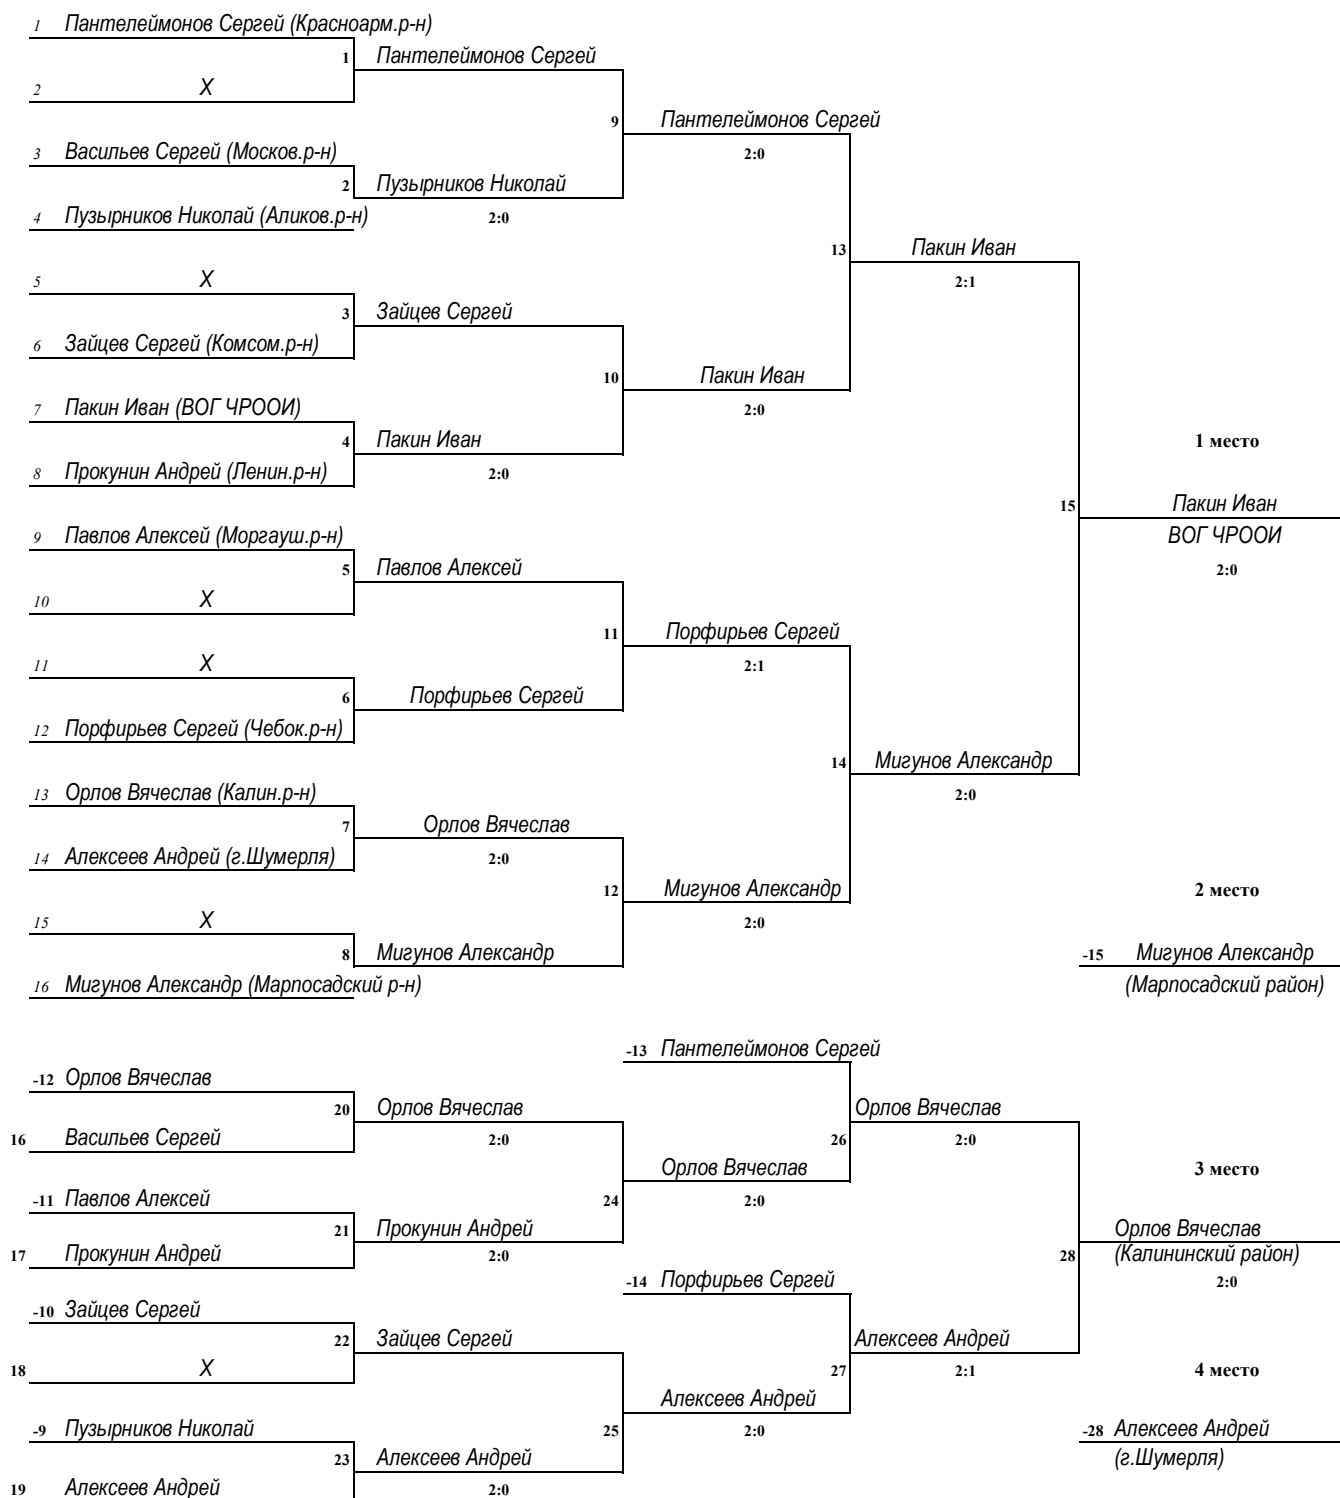 1 Пантелеймонов Сергей (Красноарм.р-н)
1 Пантелеймонов Сергей
2 X
9 Пантелеймонов Сергей
3 Васильев Сергей (Москов.р-н)
2:0
2 Пузырников Николай
4 Пузырников Николай (Аликов.р-н)
2:0
13 Пакин Иван
5 X
2:1
3 Зайцев Сергей
6 Зайцев Сергей (Комсом.р-н)
10 Пакин Иван
7 Пакин Иван (ВОГ ЧРООИ)
2:0
4 Пакин Иван
1 место
8 Прокунин Андрей (Ленин.р-н)
2:0
15 Пакин Иван
9 Павлов Алексей (Моргауш.р-н)
ВОГ ЧРООИ
5 Павлов Алексей
2:0
10 X
11 Порфирьев Сергей
11 X
2:1
6 Порфирьев Сергей
12 Порфирьев Сергей (Чебок.р-н)
14 Мигунов Александр
13 Орлов Вячеслав (Калин.р-н)
2:0
7 Орлов Вячеслав
14 Алексеев Андрей (г.Шумерля)
2:0
12 Мигунов Александр
2 место
15 X
2:0
8 Мигунов Александр
-15 Мигунов Александр
16 Мигунов Александр (Марпосадский р-н)
(Марпосадский район)
-13 Пантелеймонов Сергей
-12 Орлов Вячеслав
20 Орлов Вячеслав
Орлов Вячеслав
16 Васильев Сергей
2:0
26
2:0
Орлов Вячеслав
3 место
-11 Павлов Алексей
24
2:0
21 Прокунин Андрей
Орлов Вячеслав
17 Прокунин Андрей
2:0
28
(Калининский район)
-14 Порфирьев Сергей
2:0
-10 Зайцев Сергей
22 Зайцев Сергей
Алексеев Андрей
18 X
27
2:1
4 место
Алексеев Андрей
-9 Пузырников Николай
25
2:0
-28 Алексеев Андрей
23 Алексеев Андрей
(г.Шумерля)
19 Алексеев Андрей
2:0